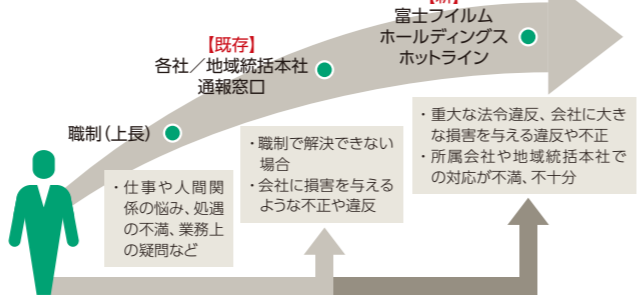 【新】
富士フイルム
ホールディングス
ホットライン
【既存】
各社／地域統括本社
通報窓口
職制（上長）
・重大な法令違反、会社に大き
な損害を与える違反や不正
・所属会社や地域統括本社で
の対応が不満、不十分
・職制で解決できない
場合
・会社に損害を与える
ような不正や違反
・仕事や人間関
係の悩み、処遇
の不満、業務上
の疑問など